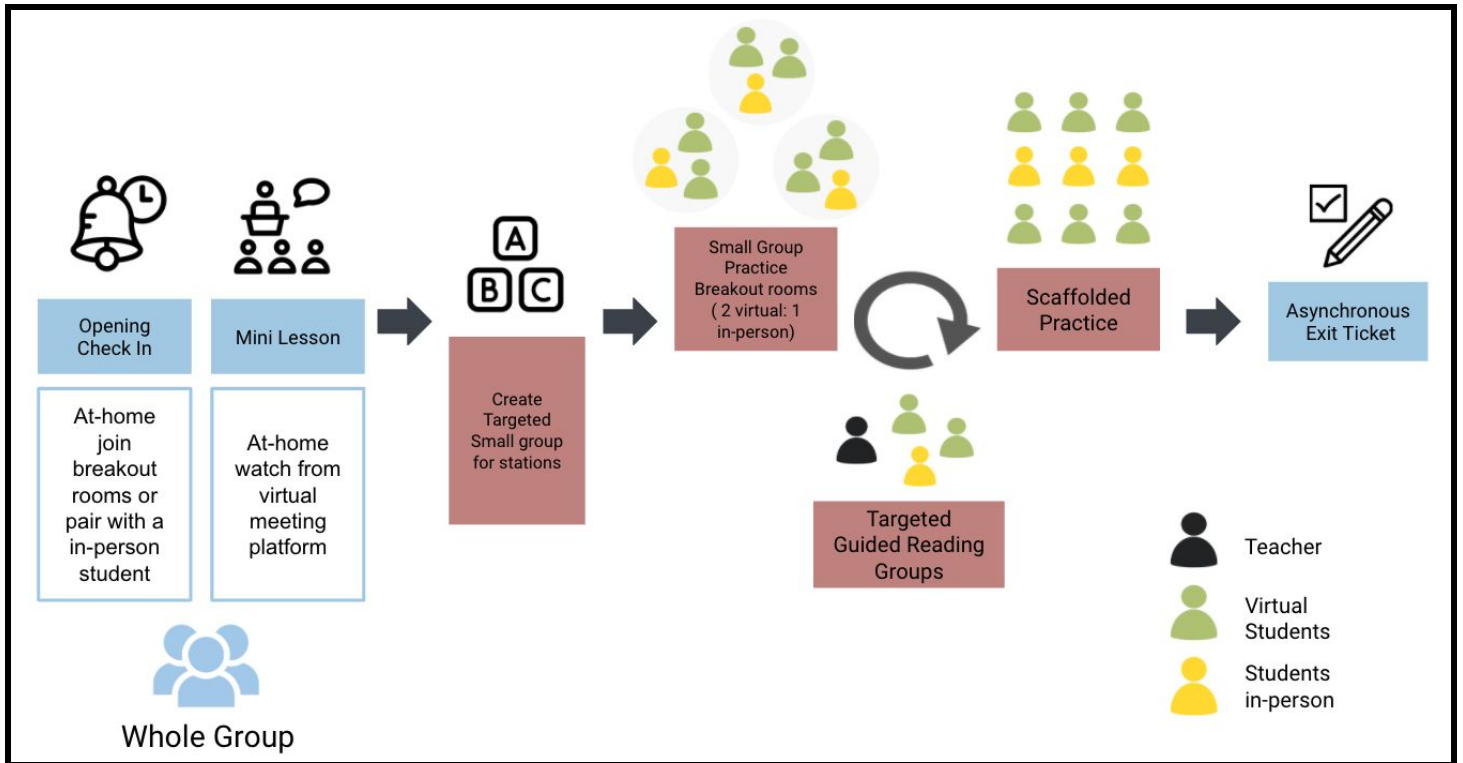 Opening
Check In
Mini Lesson
At-home
join
breakout
rooms or
pair with a
in-person
student
At-home
watch from
virtual
meeting
platform
Whole Group
A
B C
Create
Targeted
Small group
for stations
Small Group
Practice
Breakout rooms
( 2 virtual: 1
in-person)
Targeted
Guided Reading
Groups
Scaffolded
Practice
Asynchronous
Exit Ticket
Teacher
Virtual
Students
Students
in-person